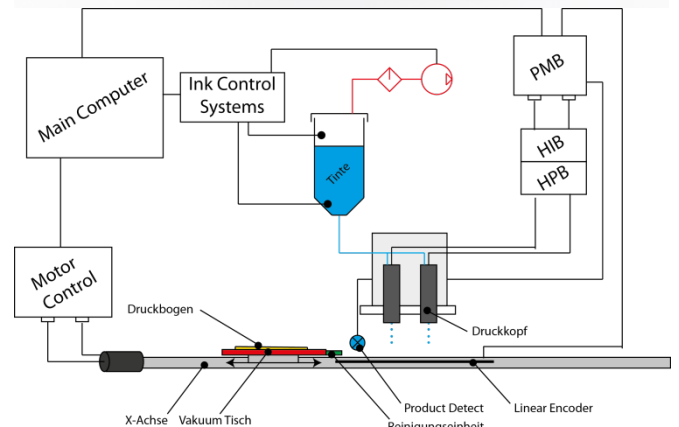 PMB
Main Computer
Ink Control
Systems
HIB
HPB
Tinte
Motor
Control
Druckbogen
Druckkopf
Product Detect
Linear Encoder
X-Achse
Vakuum Tisch
Reinigungseinheit